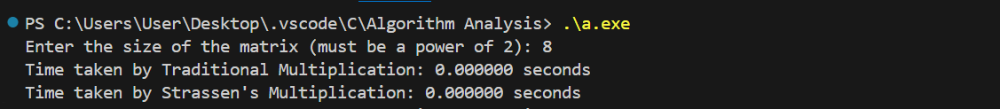 PS C:\Users\User\Desktop\.vscode\C\Algorithm Analysis> .\a.exe
Enter the size of the matrix (must be a power of 2): 8
Time taken by Traditional Multiplication: 0.000000 seconds
Time taken by Strassen's Multiplication: 0.000000 seconds